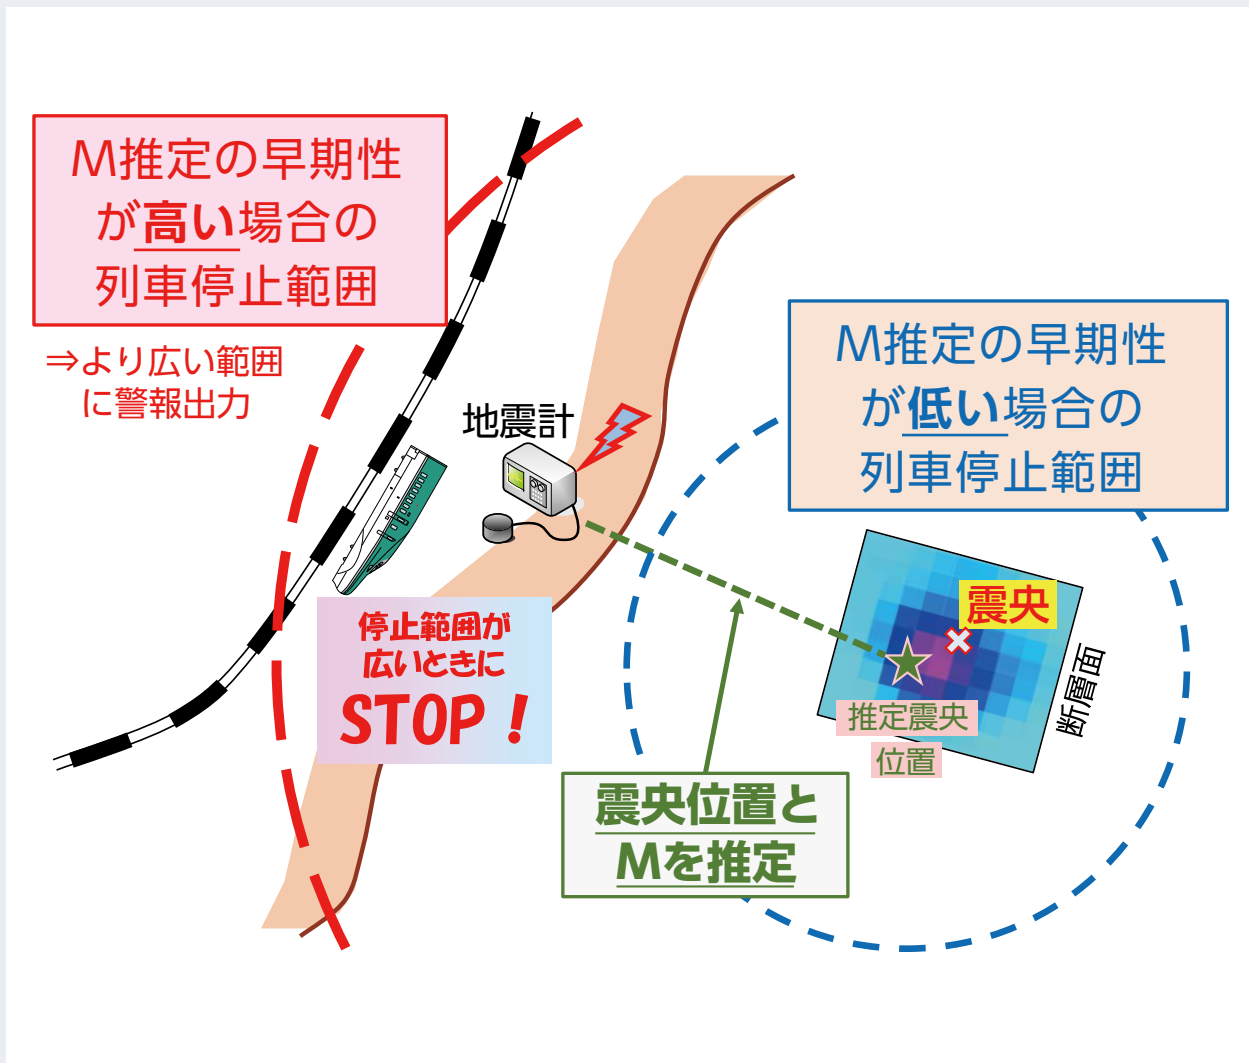 M推定の早期性
が高い場合の
列車停止範囲
⇒より広い範囲
に警報出力
地震計
M推定の早期性
が低い場合の
列車停止範囲
震央
断層面
推定震央
位置
停止範囲が
広いときに
STOP！
震央位置と
Mを推定